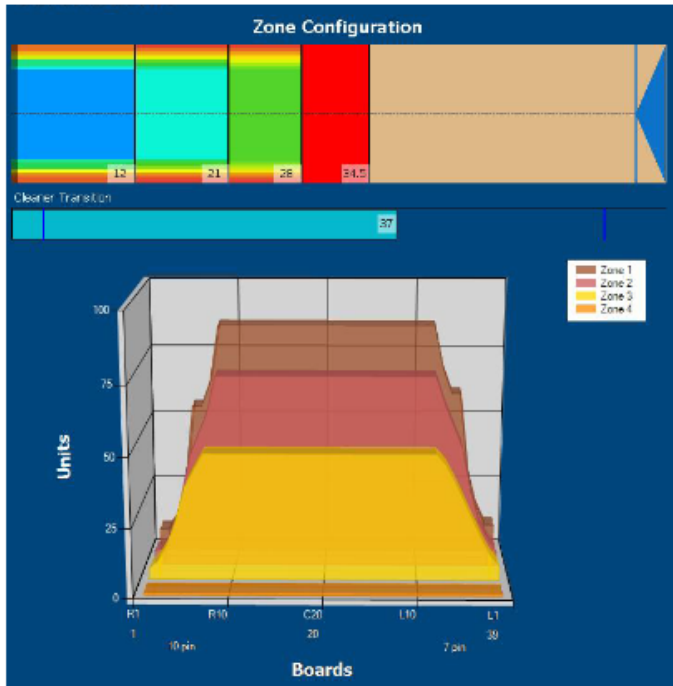 Zone Configuration
12 21 28 34.5
Cleaner Transition
37
Zone 1
Zone 2
Zone 3
Zone 4
100
75
50
25
0
Units
R1 R10 C20 L10 L1
1 20 39
10 pin 7 pin
Boards